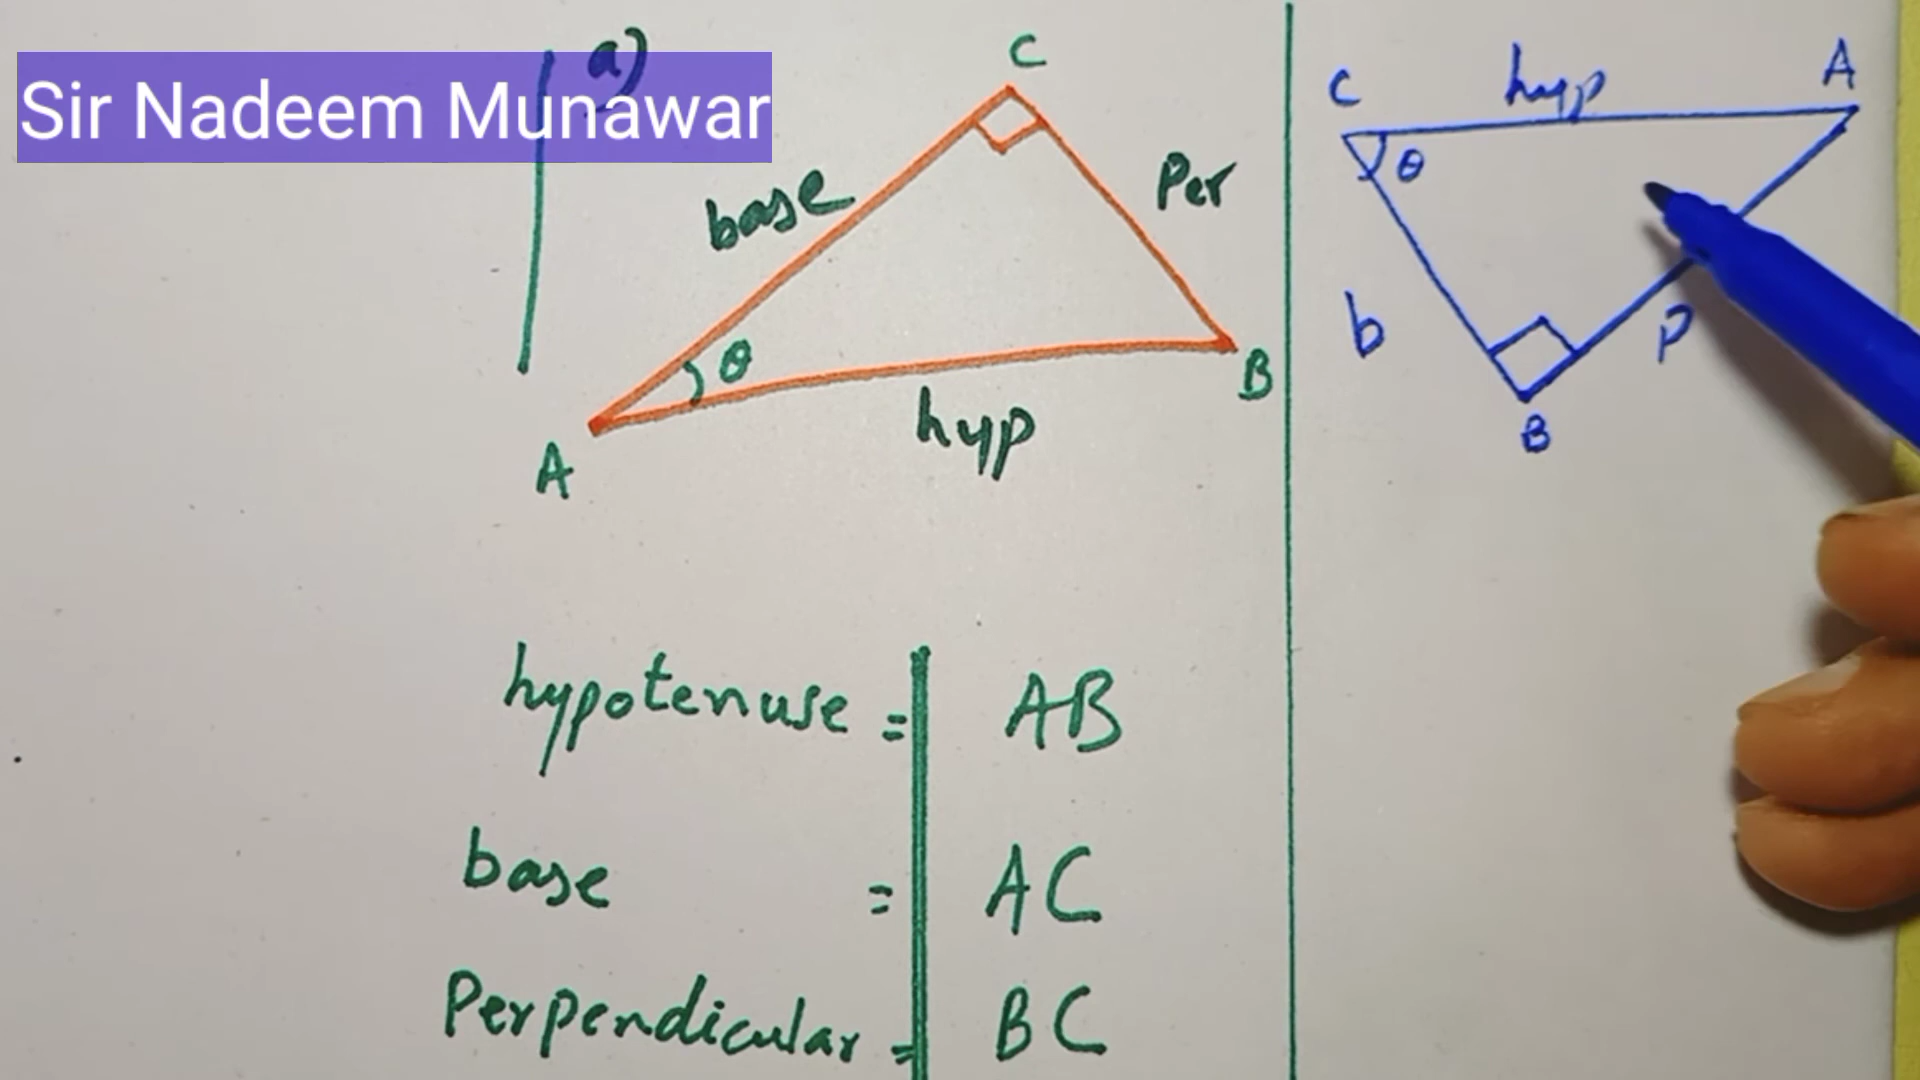 a)
Sir Nadeem Munawar
C
base
Per
θ
A
B
hyp
hypotenuse = AB
base = AC
Perpendicular = BC
C
hyp
A
θ
b
P
B